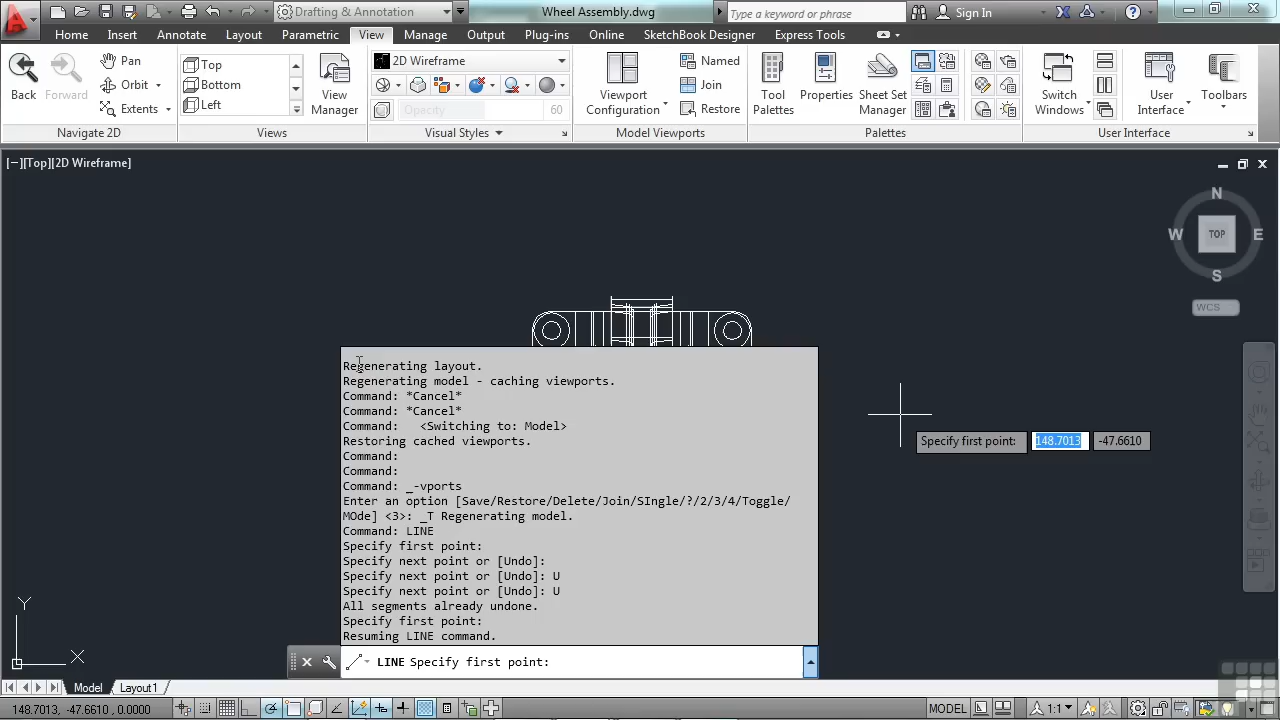 Drafting & Annotation
Wheel Assembly.dwg
Type a keyword or phrase
Sign In
Home Insert Annotate Layout Parametric View Manage Output Plug-ins Online SketchBook Designer Express Tools
Back
Forward
Pan
Orbit
Extents
Navigate 2D
Top
Bottom
Left
View Manager
Views
2D Wireframe
Opacity 60
Visual Styles
Viewport Configuration
Named
Join
Restore
Model Viewports
Tool Palettes
Properties
Sheet Set Manager
Palettes
Switch Windows
User Interface
Toolbars
User Interface
[−][Top][2D Wireframe]
N
W TOP E
S
WCS
Regenerating layout.
Regenerating model - caching viewports.
Command: *Cancel*
Command: *Cancel*
Command: <Switching to: Model>
Restoring cached viewports.
Command:
Command:
Command: _-vports
Enter an option [Save/Restore/Delete/Join/SIngle/?/2/3/4/Toggle/
MOde] <3>: _T Regenerating model.
Command: LINE
Specify first point:
Specify next point or [Undo]:
Specify next point or [Undo]: U
Specify next point or [Undo]: U
All segments already undone.
Specify first point:
Resuming LINE command.
Specify first point: 148.7013 -47.6610
Y
X
LINE Specify first point:
Model Layout1
148.7013, -47.6610 , 0.0000
MODEL
1:1